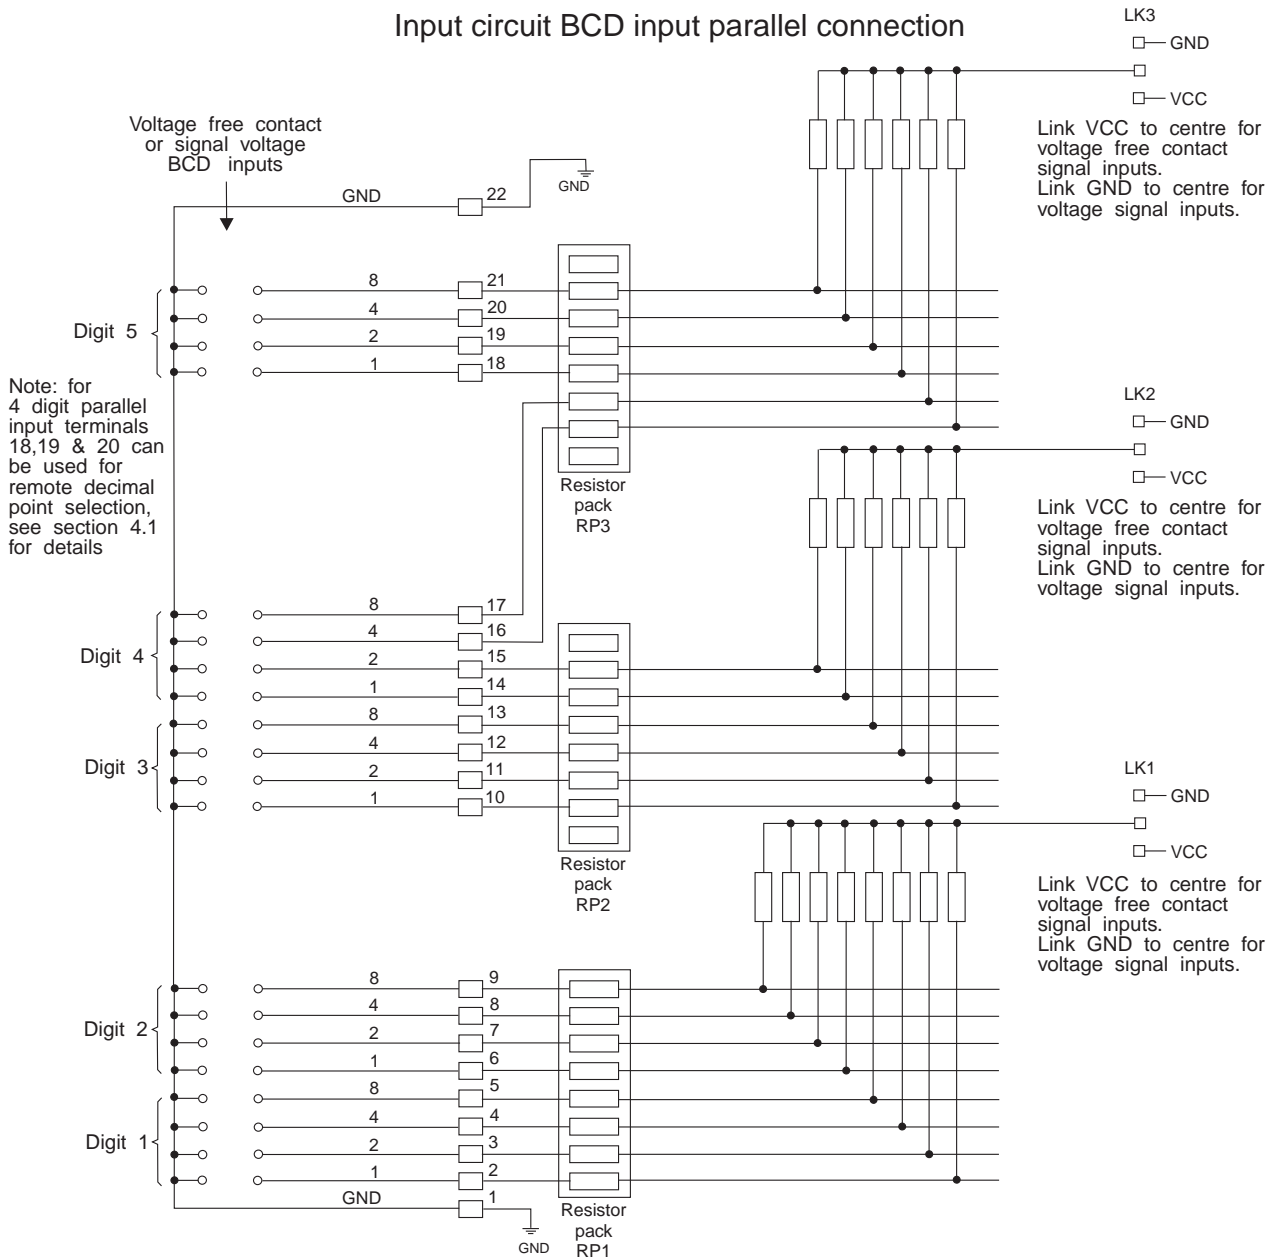 Input circuit BCD input parallel connection
LK3
GND
VCC
Link VCC to centre for
voltage free contact
signal inputs.
Link GND to centre for
voltage signal inputs.
Voltage free contact
or signal voltage
BCD inputs
GND
22
GND
8
21
4
20
2
19
1
18
Digit 5
Note: for
4 digit parallel
input terminals
18,19 & 20 can
be used for
remote decimal
point selection,
see section 4.1
for details
Resistor
pack
RP3
LK2
GND
VCC
Link VCC to centre for
voltage free contact
signal inputs.
Link GND to centre for
voltage signal inputs.
8
17
4
16
2
15
1
14
Digit 4
8
13
4
12
2
11
1
10
Digit 3
Resistor
pack
RP2
LK1
GND
VCC
Link VCC to centre for
voltage free contact
signal inputs.
Link GND to centre for
voltage signal inputs.
8
9
4
8
2
7
1
6
Digit 2
8
5
4
4
2
3
1
2
Digit 1
GND
1
GND
Resistor
pack
RP1